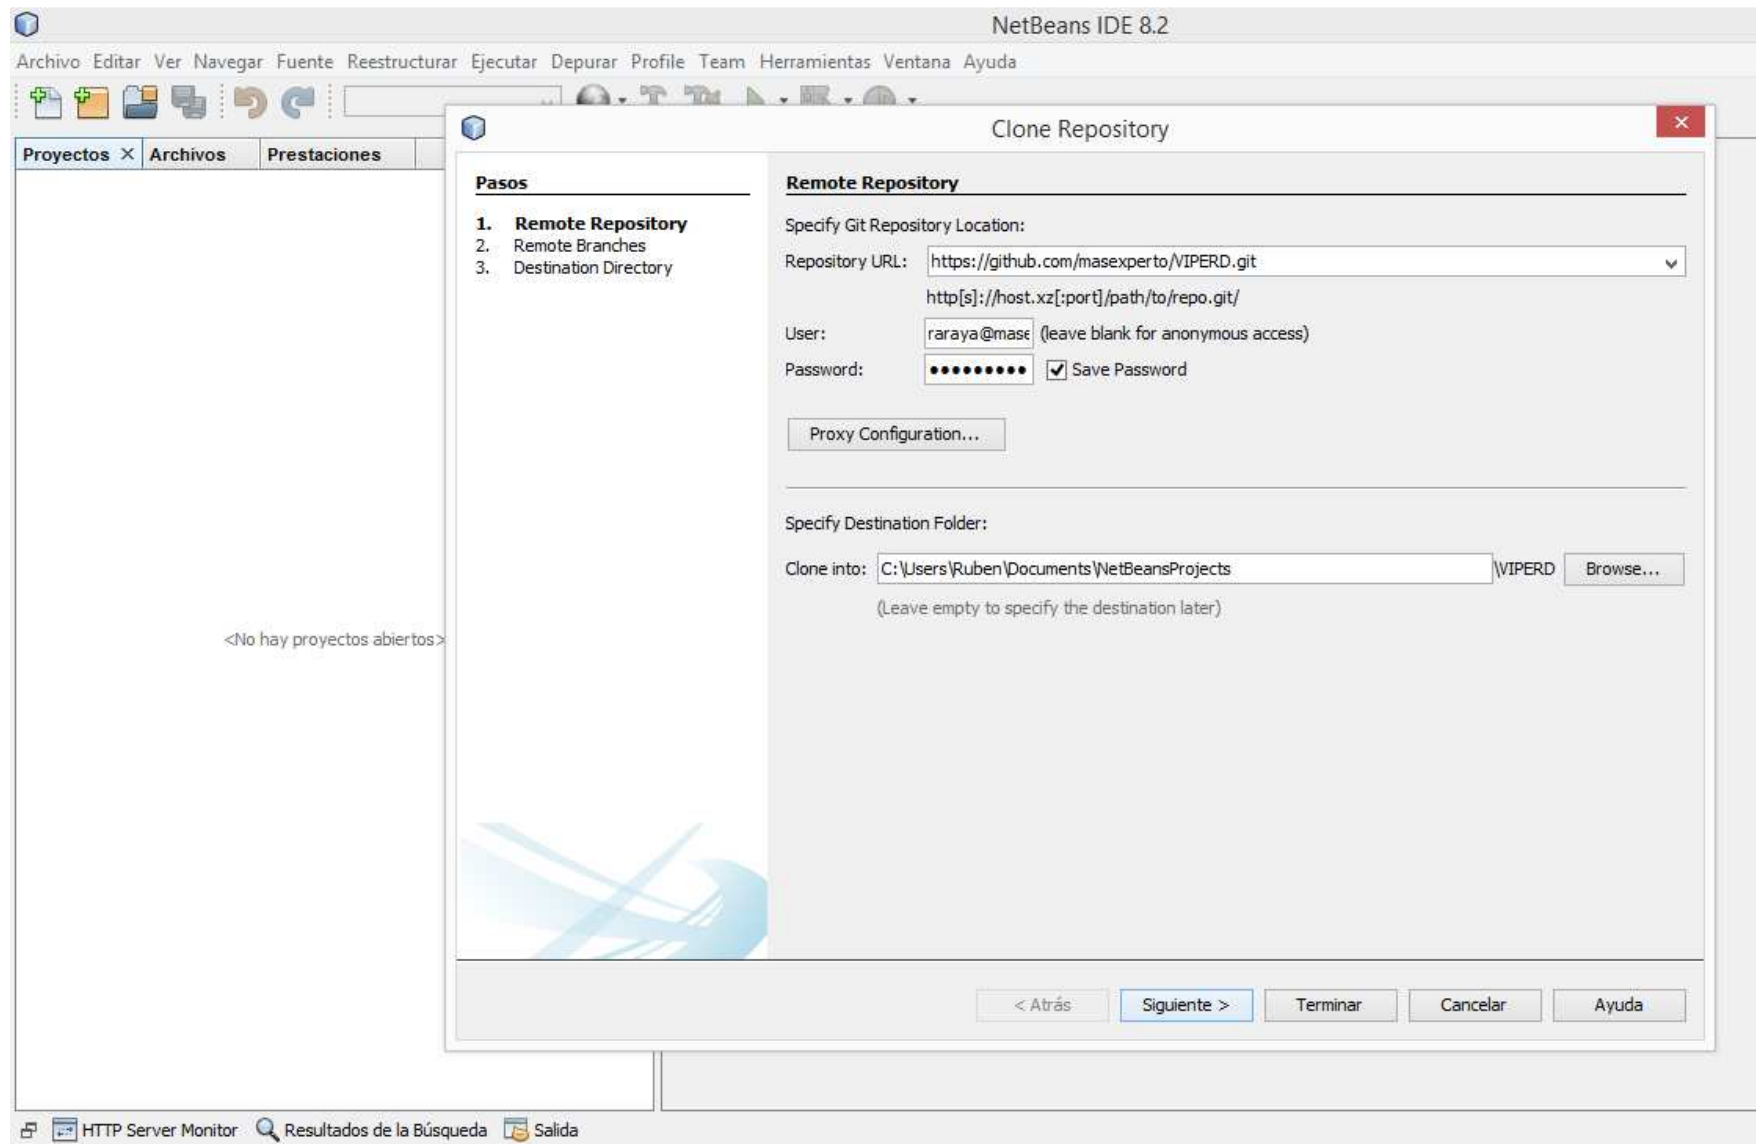 NetBeans IDE 8.2
Archivo Editar Ver Navegar Fuente Reestructurar Ejecutar Depurar Profile Team Herramientas Ventana Ayuda
Clone Repository
Proyectos Archivos Prestaciones
Pasos
1. Remote Repository
2. Remote Branches
3. Destination Directory
Remote Repository
Specify Git Repository Location:
Repository URL: https://github.com/masexperto/VIPERD.git
http[s]://host.xz[:port]/path/to/repo.git/
User: raraya@mase (leave blank for anonymous access)
Password: ●●●●●●●●● Save Password
Proxy Configuration...
Specify Destination Folder:
Clone into: C:\Users\Ruben\Documents\NetBeansProjects \VIPERD Browse...
(Leave empty to specify the destination later)
<No hay proyectos abiertos>
< Atrás Siguiente > Terminar Cancelar Ayuda
HTTP Server Monitor Resultados de la Búsqueda Salida